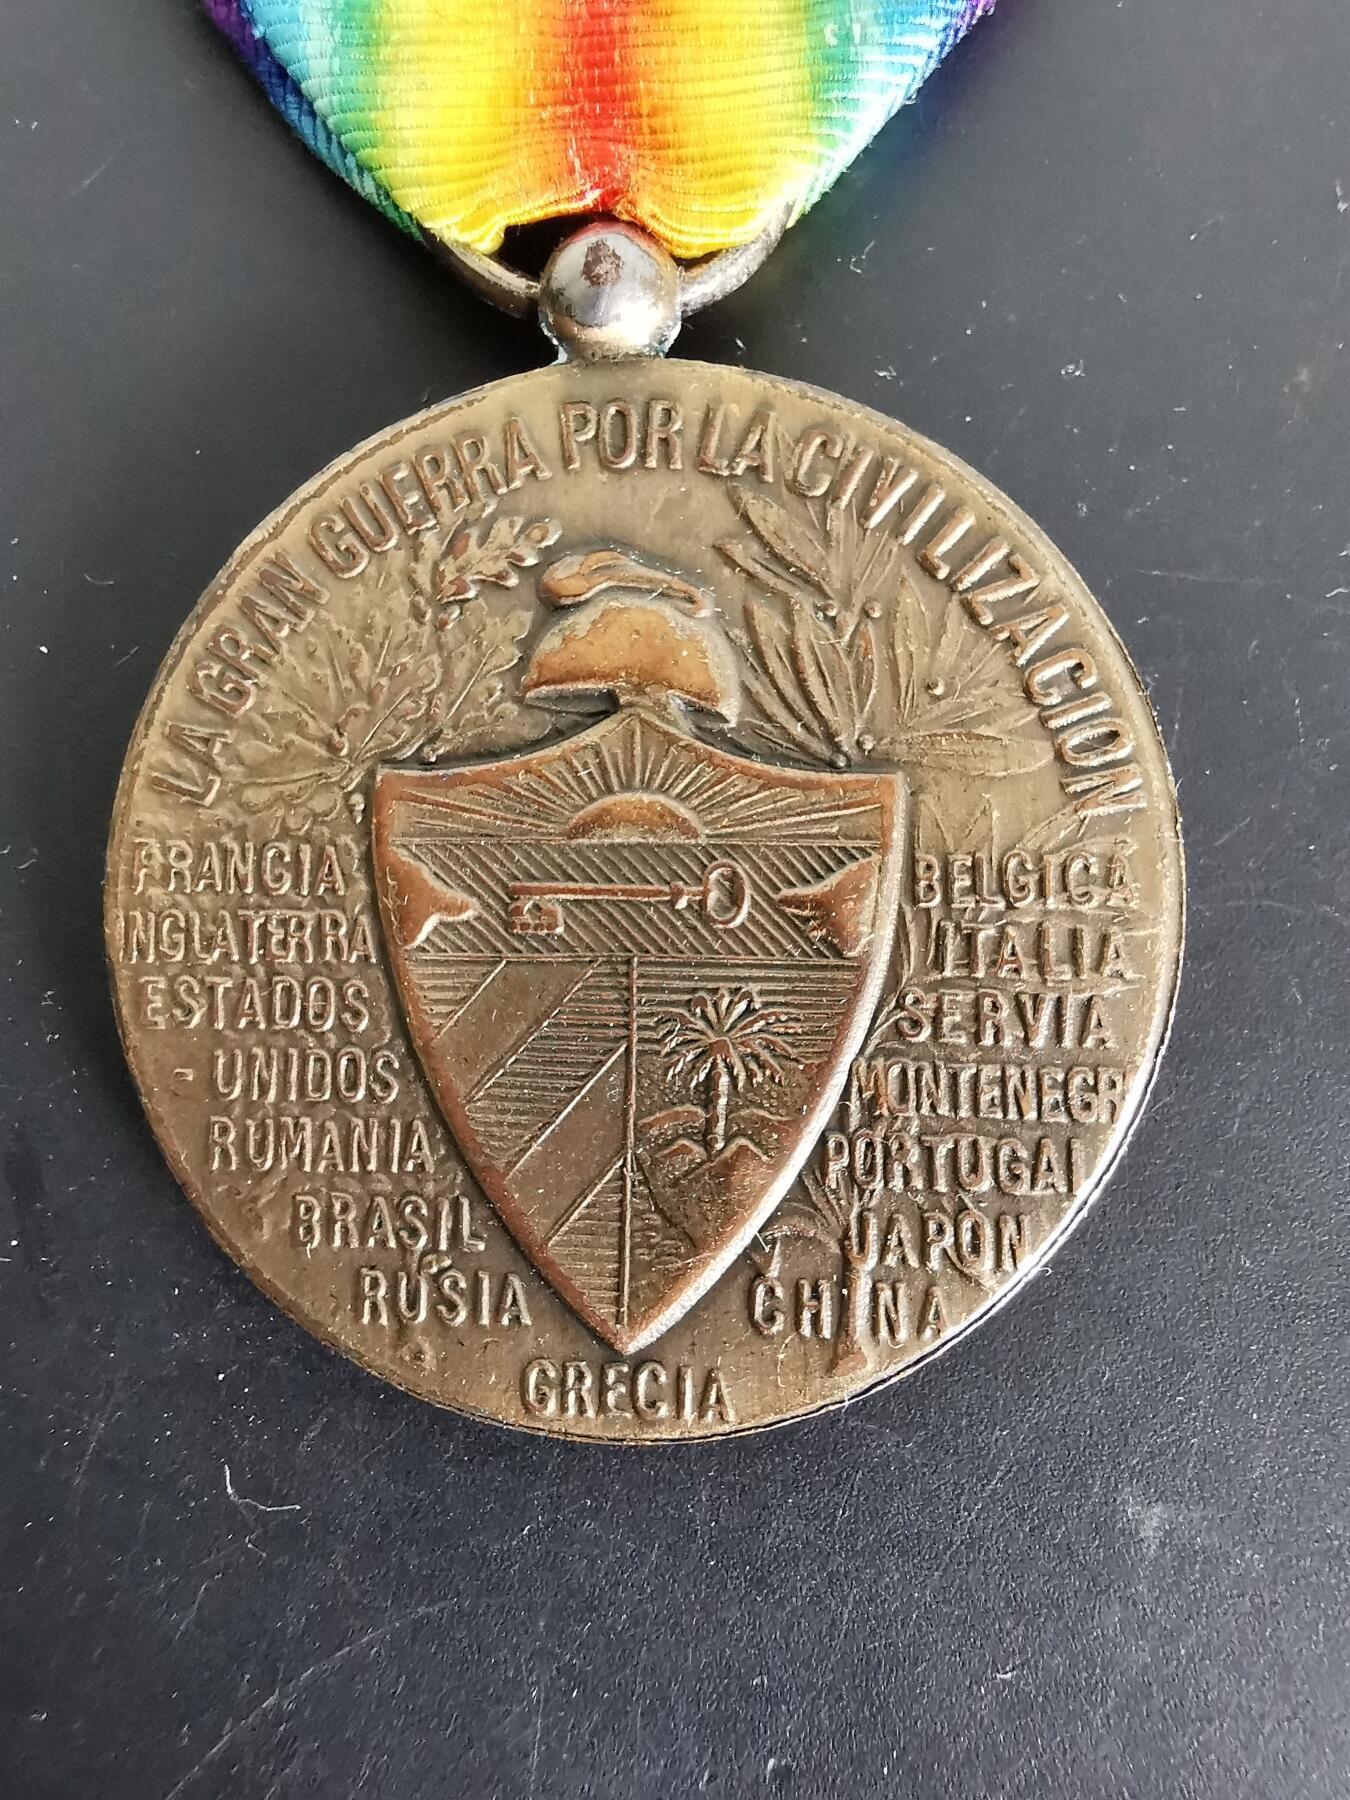 LA GRAN GUERRA POR LA CIVILIZACION
FRANCIA
INGLATERRA
ESTADOS
- UNIDOS
RUMANIA
BRASIL
RUSIA
GRECIA
BELGICA
ITALIA
SERVIA
MONTENEGR
PORTUGAL
JAPON
CHINA